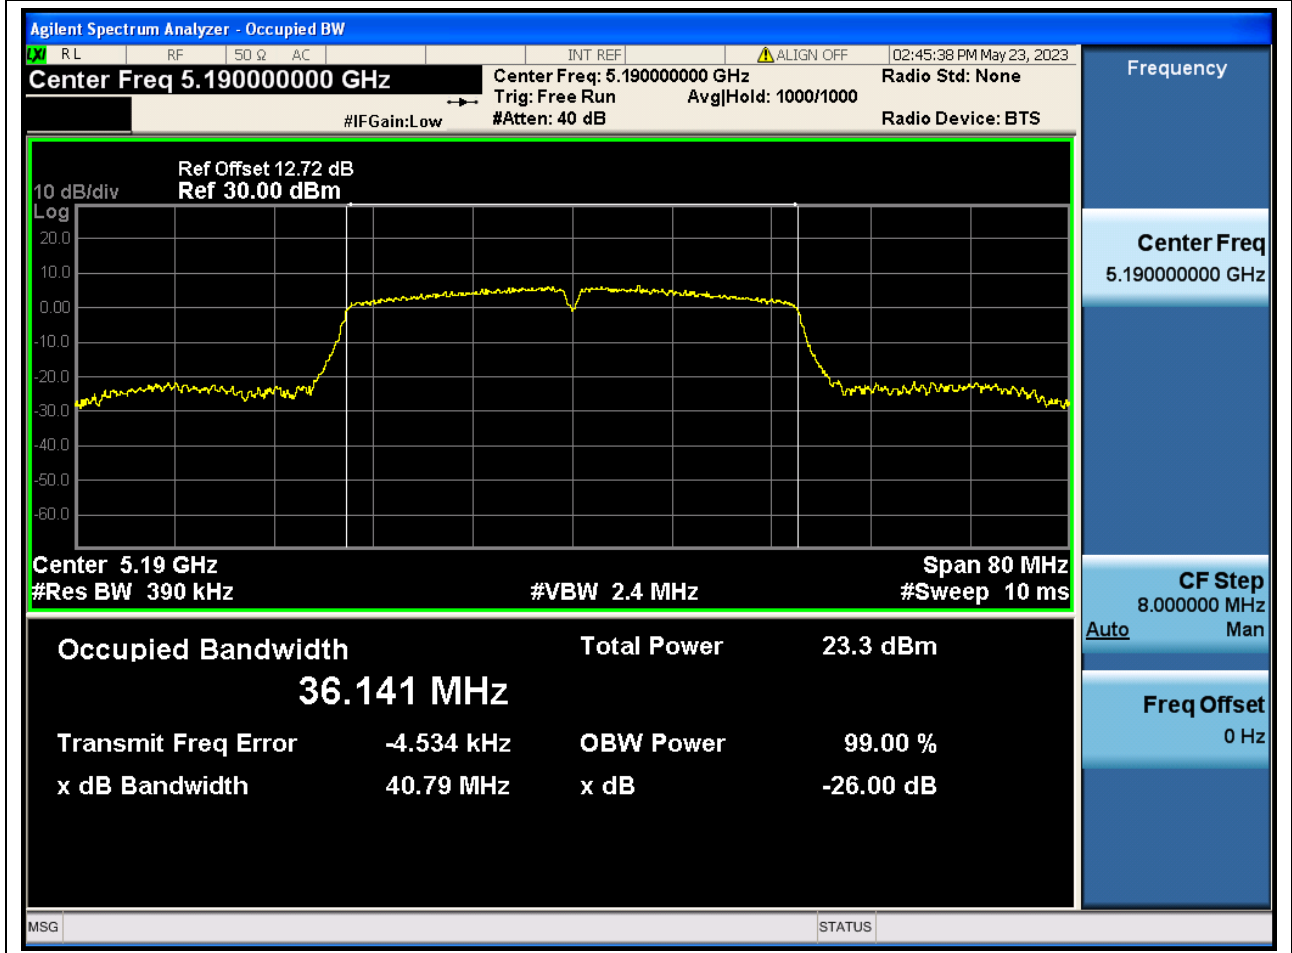 Agilent Spectrum Analyzer - Occupied BW
LXI RL RF 50 Ω AC INT REF ALIGN OFF 02:45:38 PM May 23, 2023
Center Freq 5.190000000 GHz
Center Freq: 5.190000000 GHz
Radio Std: None
Trig: Free Run Avg|Hold: 1000/1000
#IFGain:Low #Atten: 40 dB Radio Device: BTS
Ref Offset 12.72 dB
10 dB/div Ref 30.00 dBm
Log
20.0
10.0
0.00
-10.0
-20.0
-30.0
-40.0
-50.0
-60.0
Center 5.19 GHz Span 80 MHz
#Res BW 390 kHz #VBW 2.4 MHz #Sweep 10 ms
Occupied Bandwidth Total Power 23.3 dBm
36.141 MHz
Transmit Freq Error -4.534 kHz OBW Power 99.00 %
x dB Bandwidth 40.79 MHz x dB -26.00 dB
MSG STATUS
Frequency
Center Freq
5.190000000 GHz
CF Step
8.000000 MHz
Auto Man
Freq Offset
0 Hz